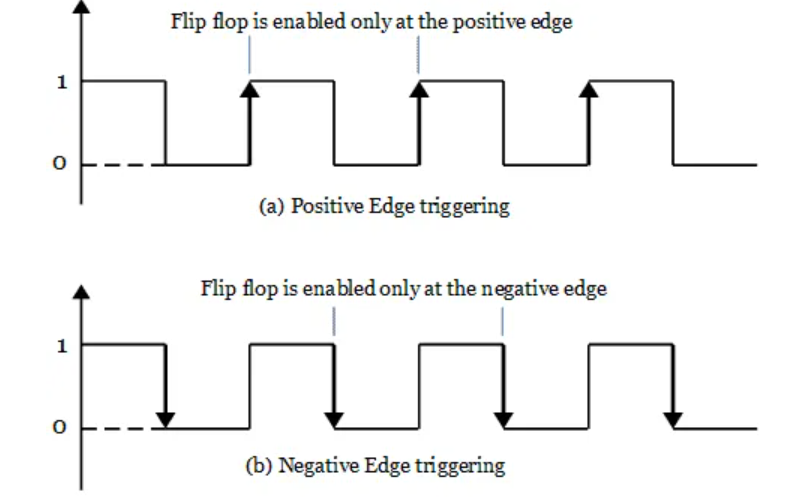 Flip flop is enabled only at the positive edge
1
0
(a) Positive Edge triggering
Flip flop is enabled only at the negative edge
1
0
(b) Negative Edge triggering